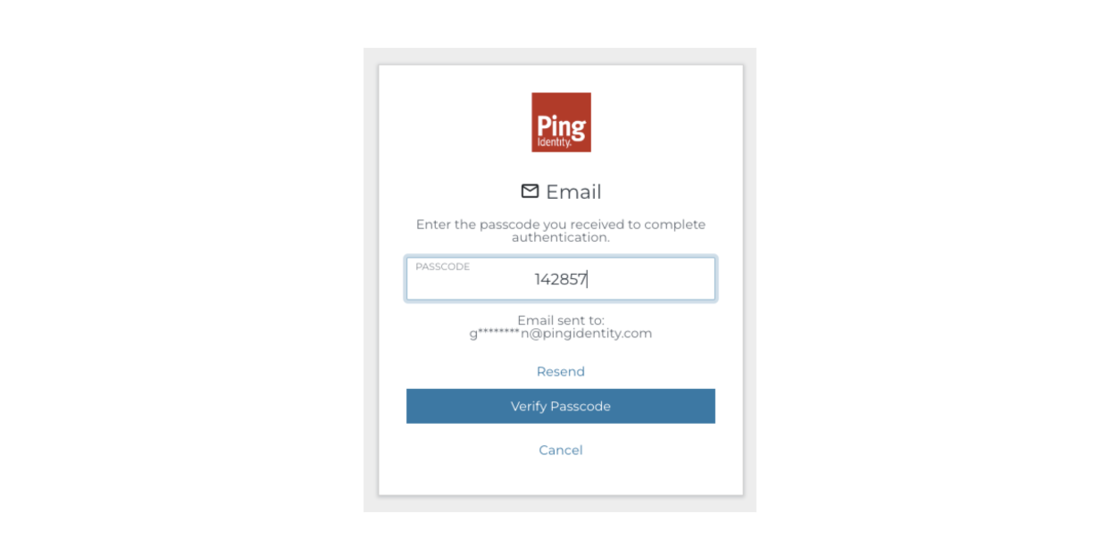 Ping
Identity.
Email
Enter the passcode you received to complete
authentication.
PASSCODE
142857
Email sent to:
g********n@pingidentity.com
Resend
Verify Passcode
Cancel